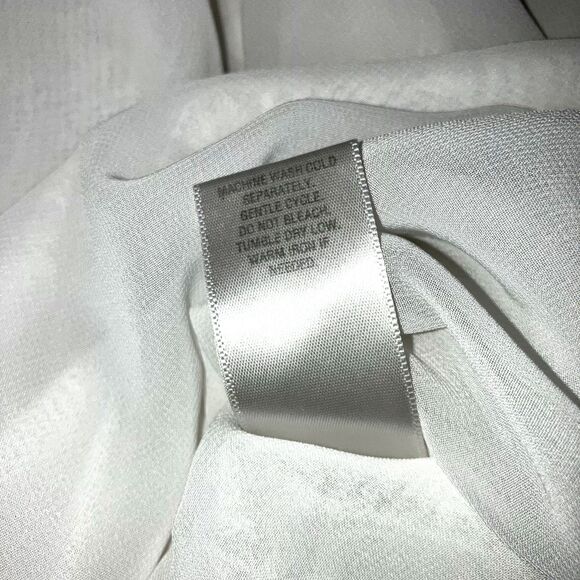 MACHINE WASH COLD
SEPARATELY.
GENTLE CYCLE.
DO NOT BLEACH.
TUMBLE DRY LOW.
WARM IRON IF
NEEDED.